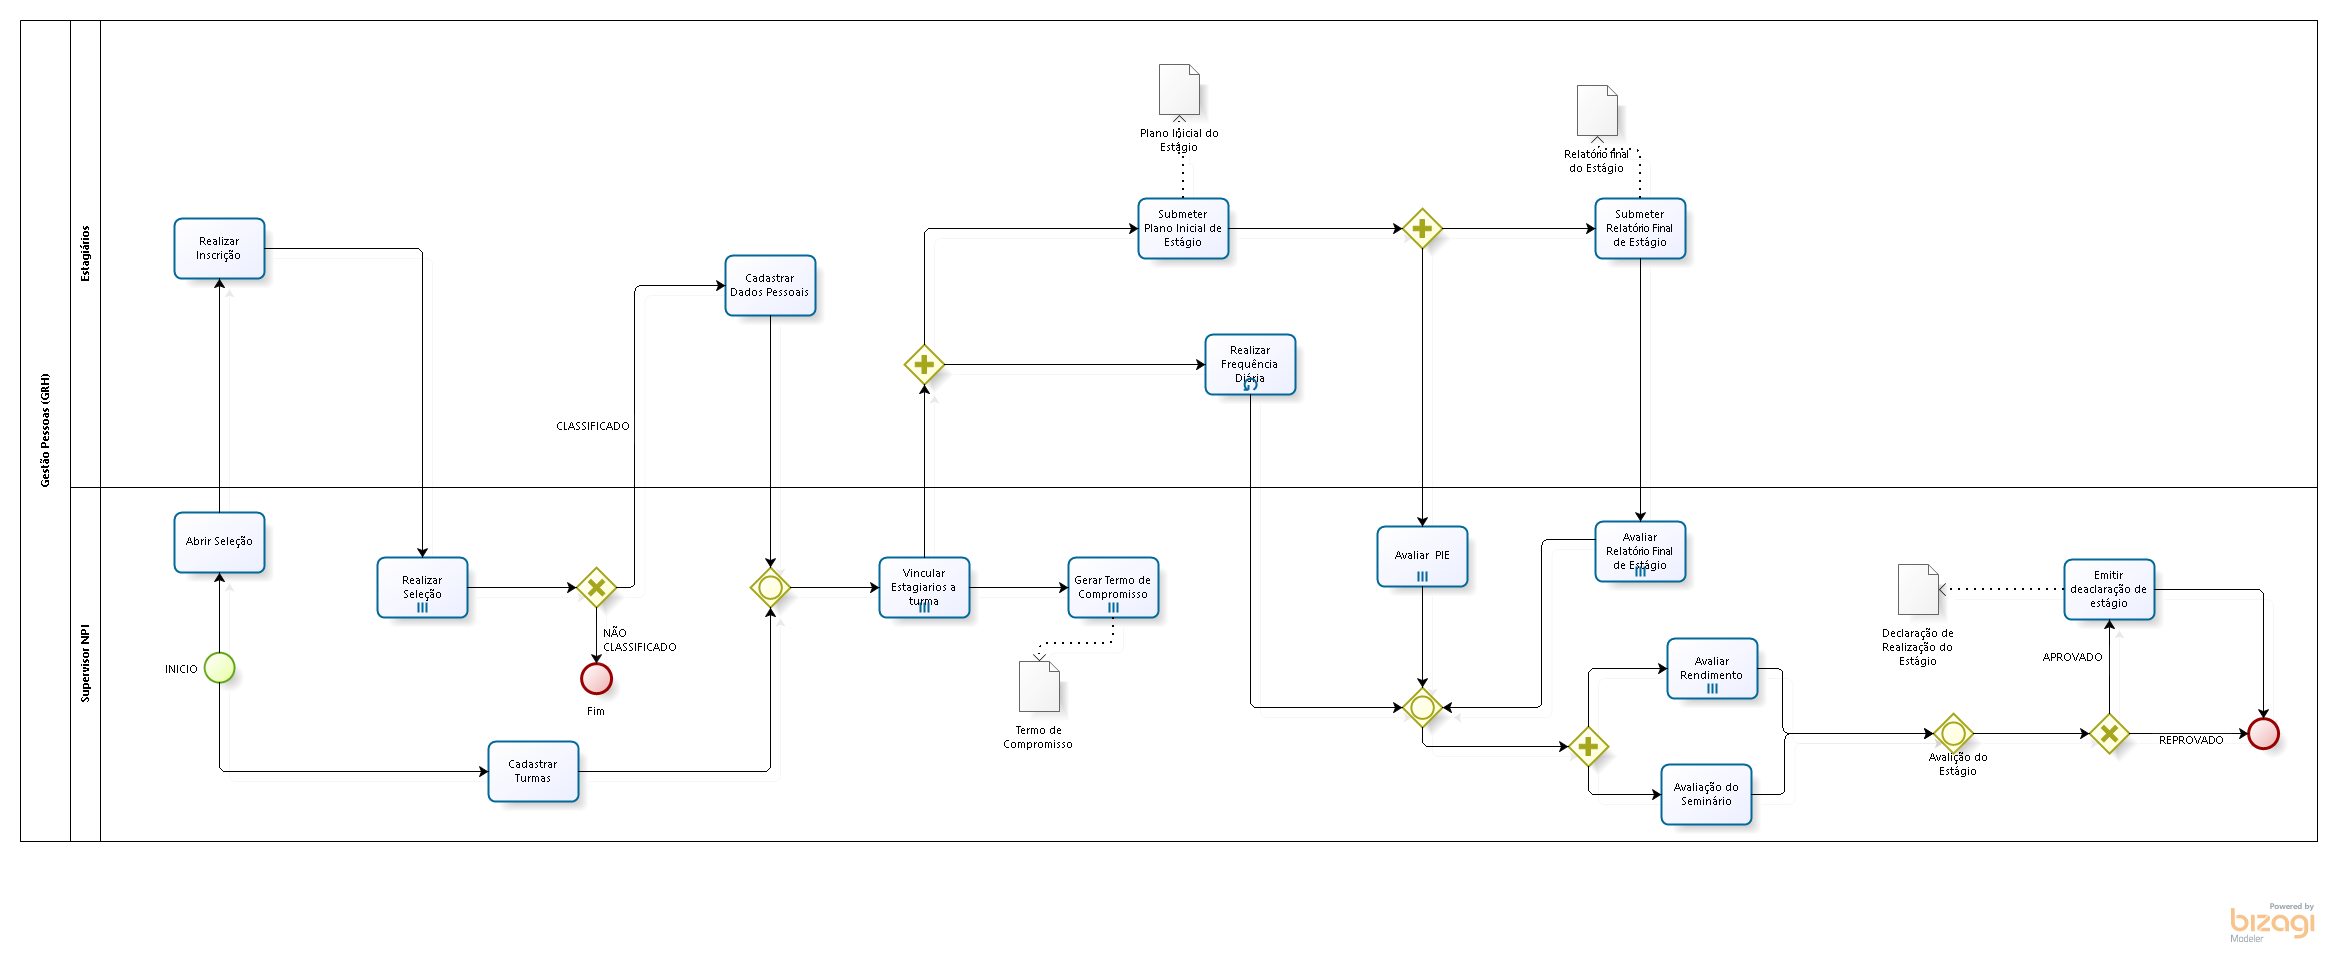 Gestão Pessoas (GRH)
Estagiários
Plano Inicial do
Estágio
Relatório final
do Estágio
Realizar
Inscrição
Submeter
Plano Inicial de
Estágio
Submeter
Relatório Final
de Estágio
Cadastrar
Dados Pessoais
Realizar
Frequência
Diária
CLASSIFICADO
Supervisor NPI
Abrir Seleção
Realizar
Seleção
Vincular
Estagiarios a
turma
Gerar Termo de
Compromisso
Avaliar PIE
Avaliar
Relatório Final
de Estágio
Emitir
deaclaração de
estágio
NÃO
CLASSIFICADO
INICIO
Fim
Termo de
Compromisso
Declaração de
Realização do
Estágio
APROVADO
Avaliar
Rendimento
REPROVADO
Avalição do
Estágio
Cadastrar
Turmas
Avaliação do
Seminário
Powered by
bizagi
Modeler